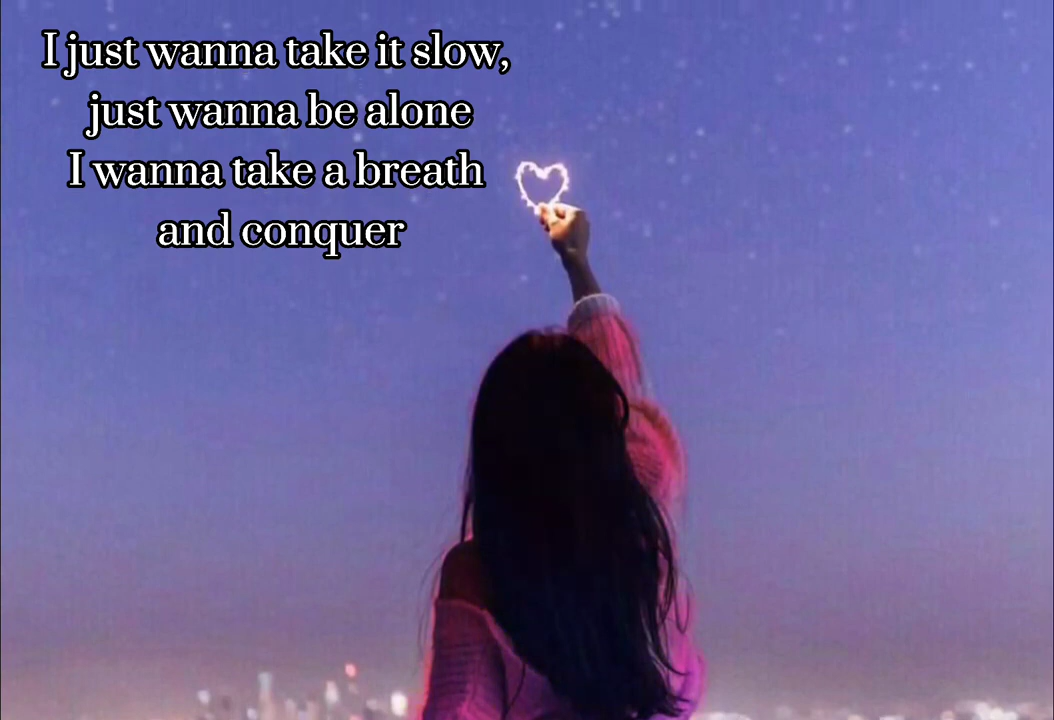 I just wanna take it slow,
just wanna be alone
I wanna take a breath
and conquer